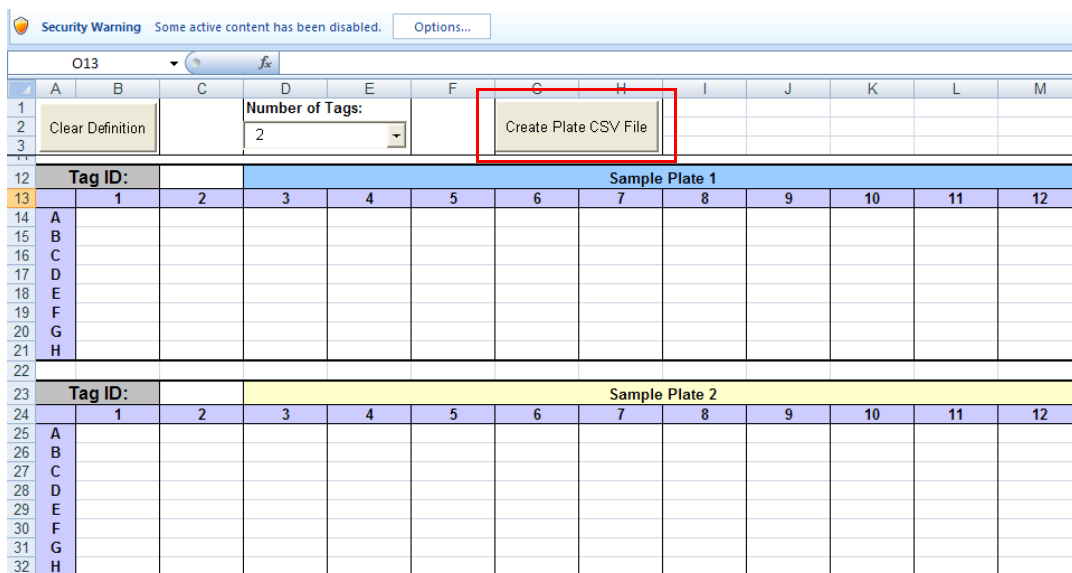 Security Warning Some active content has been disabled. Options...
O13 fx
A B C D E F G H I J K L M
1 Number of Tags:
2 Clear Definition 2 Create Plate CSV File
3
11
12 Tag ID: Sample Plate 1
13 1 2 3 4 5 6 7 8 9 10 11 12
14 A
15 B
16 C
17 D
18 E
19 F
20 G
21 H
22
23 Tag ID: Sample Plate 2
24 1 2 3 4 5 6 7 8 9 10 11 12
25 A
26 B
27 C
28 D
29 E
30 F
31 G
32 H